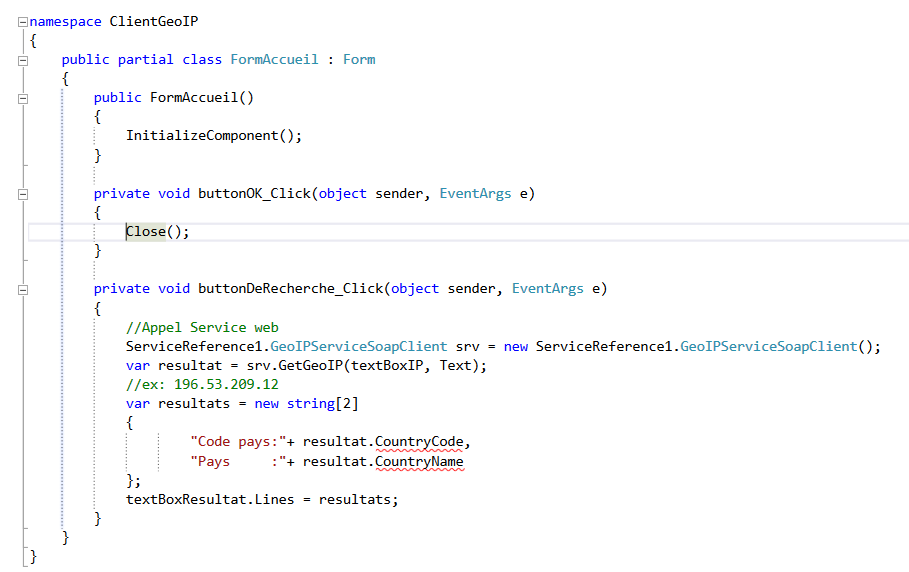 namespace ClientGeoIP
{
public partial class FormAccueil : Form
{
public FormAccueil()
{
InitializeComponent();
}
private void buttonOK_Click(object sender, EventArgs e)
{
Close();
}
private void buttonDeRecherche_Click(object sender, EventArgs e)
{
//Appel Service web
ServiceReference1.GeoIPServiceSoapClient srv = new ServiceReference1.GeoIPServiceSoapClient();
var resultat = srv.GetGeoIP(textBoxIP, Text);
//ex: 196.53.209.12
var resultats = new string[2]
{
"Code pays:"+ resultat.CountryCode,
"Pays     :"+ resultat.CountryName
};
textBoxResultat.Lines = resultats;
}
}
}